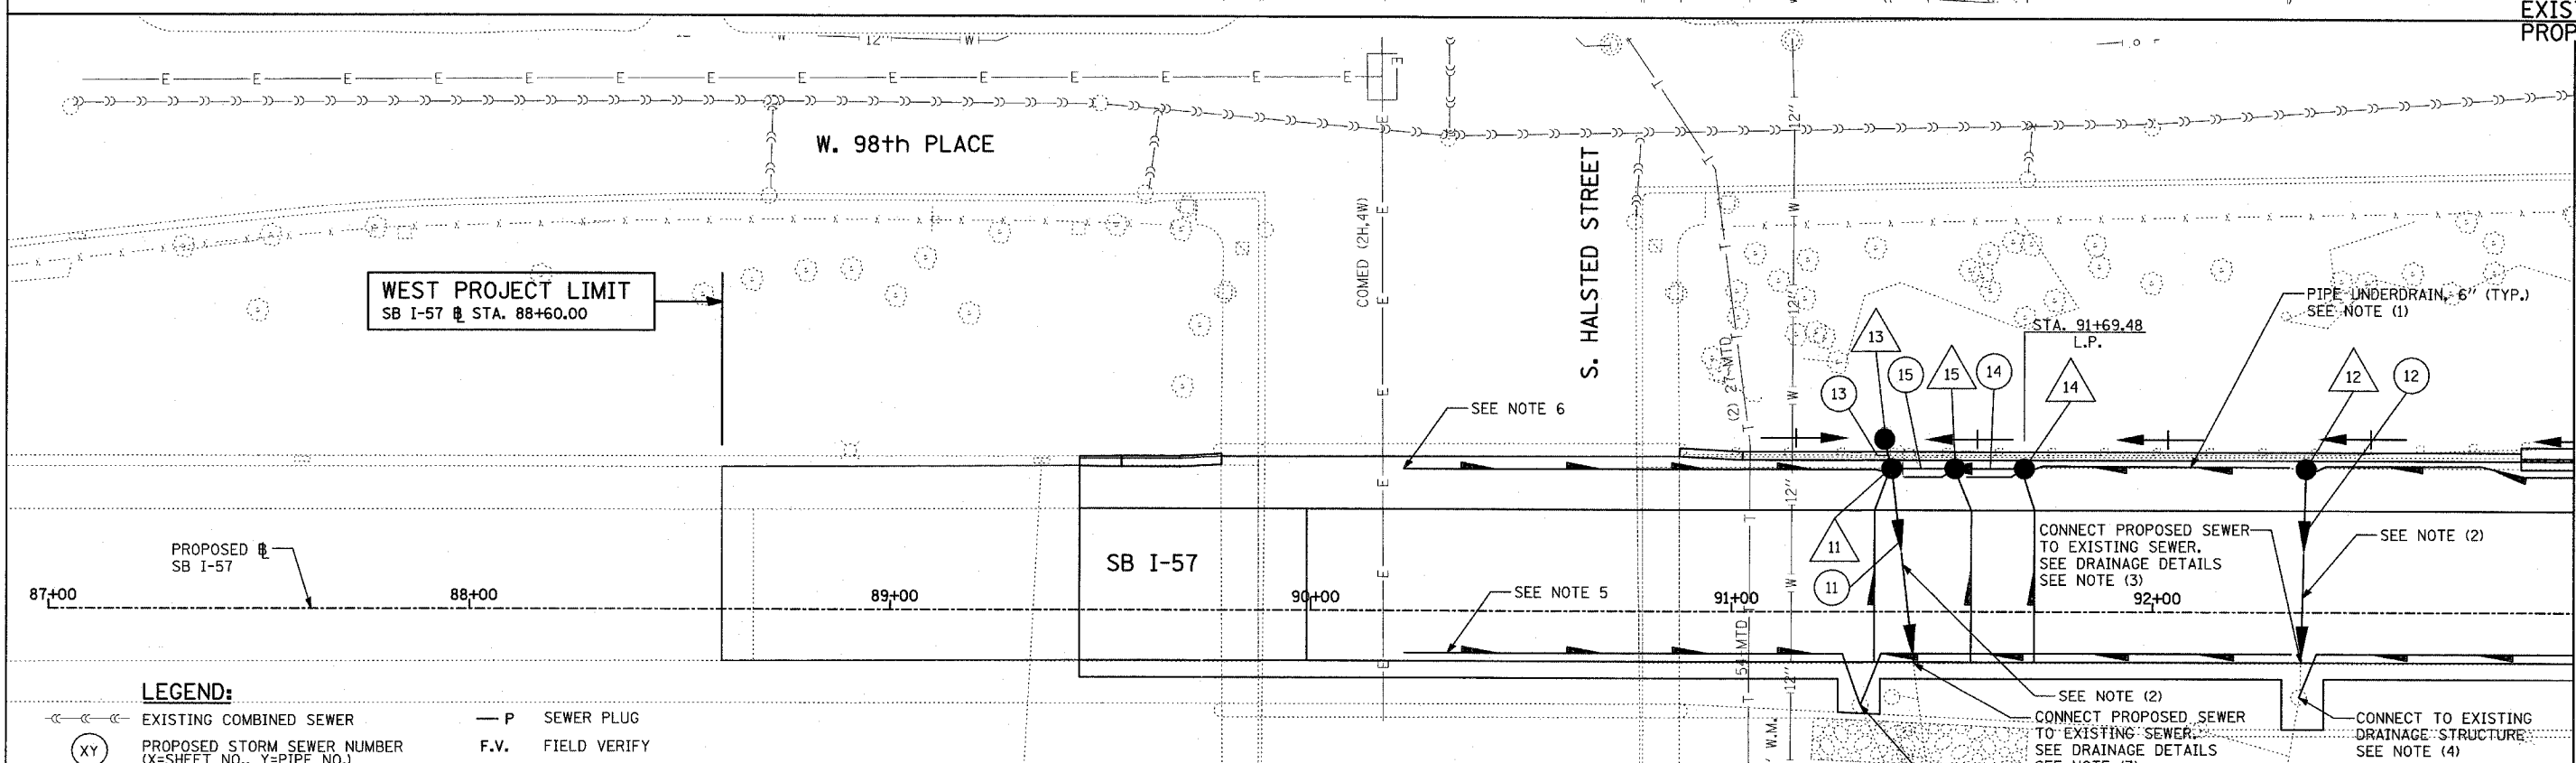 EXIS
PROP
12"
W
E
E
E
E
E
E
E
E
E
E
E
E
E
E
W. 98th PLACE
COMED (2H,4W)
S. HALSTED STREET
12"
W
12"
W
WEST PROJECT LIMIT
SB I-57 ℄ STA. 88+60.00
PIPE UNDERDRAIN, 6" (TYP.)
SEE NOTE (1)
STA. 91+69.48
L.P.
(2) 27 MTD
13
13
15
15
14
14
12
12
SEE NOTE 6
11
11
12"
W
CONNECT PROPOSED SEWER
TO EXISTING SEWER.
SEE DRAINAGE DETAILS
SEE NOTE (3)
SEE NOTE (2)
PROPOSED ℄
SB I-57
SB I-57
SEE NOTE 5
87+00
88+00
89+00
90+00
91+00
92+00
54 MTD
12"
W.M.
LEGEND:
EXISTING COMBINED SEWER
P SEWER PLUG
XY PROPOSED STORM SEWER NUMBER
(X=SHEET NO., Y=PIPE NO.)
F.V. FIELD VERIFY
SEE NOTE (2)
CONNECT PROPOSED SEWER
TO EXISTING SEWER.
SEE DRAINAGE DETAILS
CONNECT TO EXISTING
DRAINAGE STRUCTURE
SEE NOTE (4)